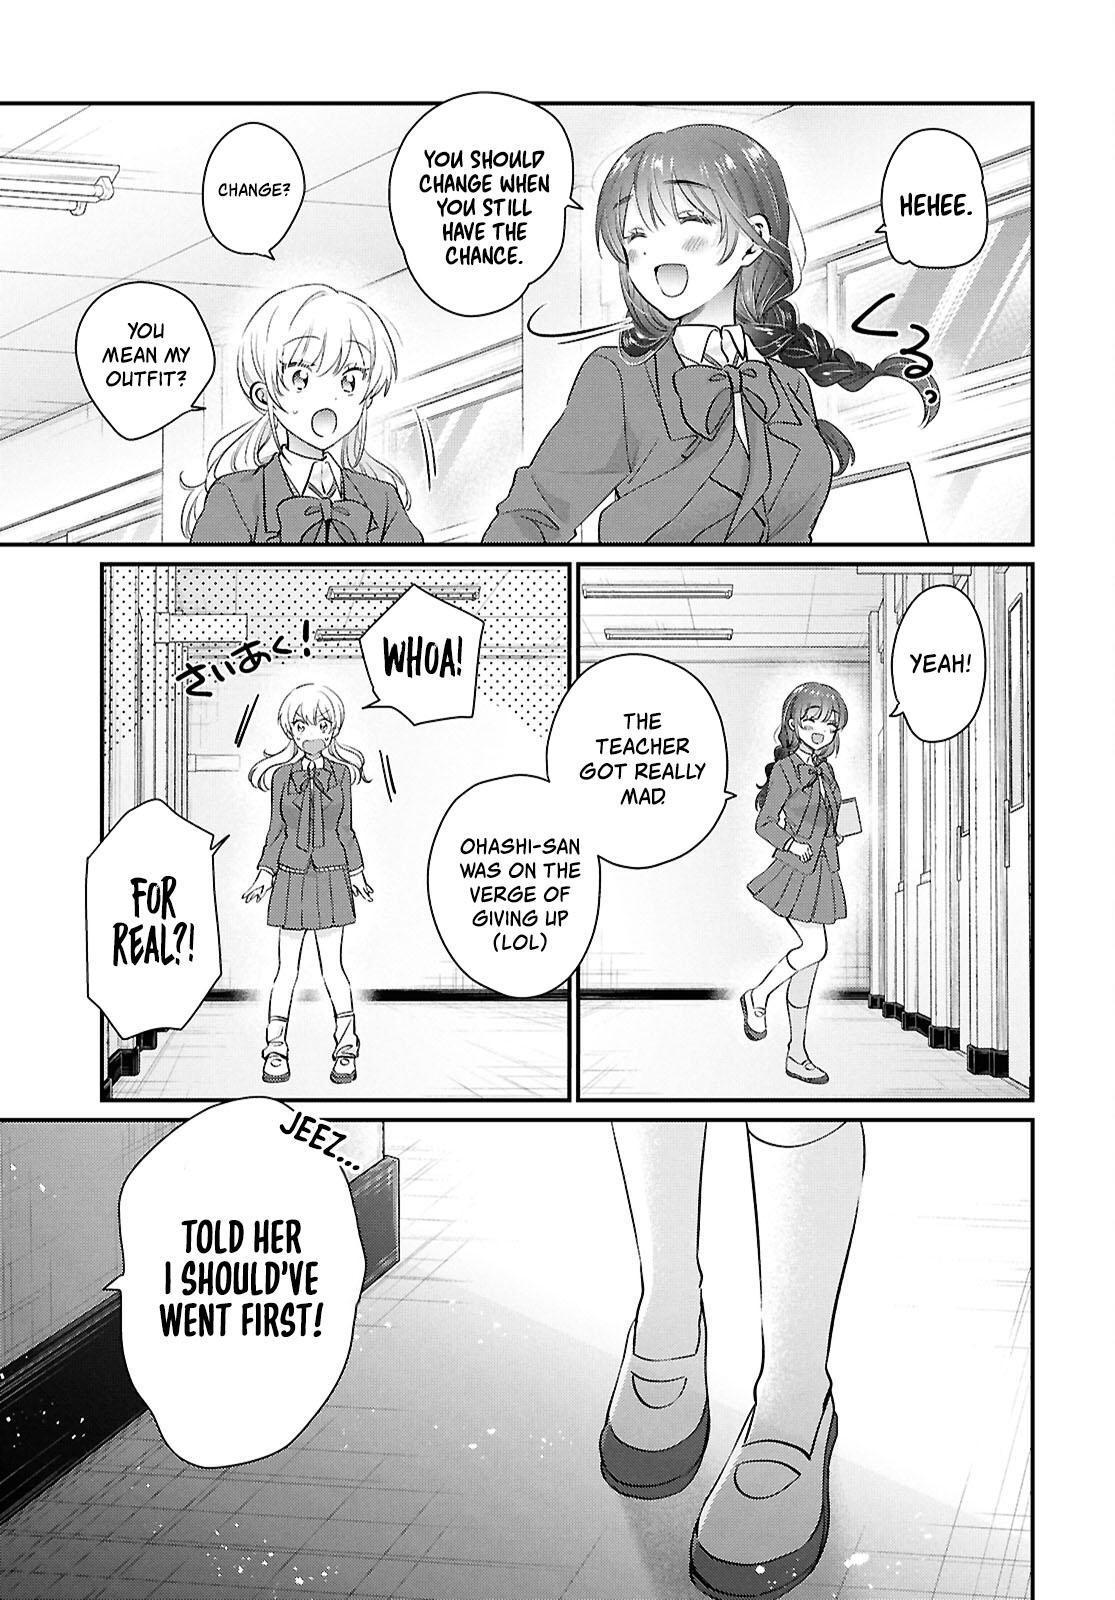 HEHEE.
くるっ
YOU SHOULD
CHANGE WHEN
YOU STILL
HAVE THE
CHANCE.
CHANGE?
YOU
MEAN MY
OUTFIT?
YEAH!
THE
TEACHER
GOT REALLY
MAD.
OHASHI-SAN
WAS ON THE
VERGE OF
GIVING UP
(LOL)
WHOA!
さいあく!
FOR
REAL?!
JEEZ...
TOLD HER
I SHOULD'VE
WENT FIRST!